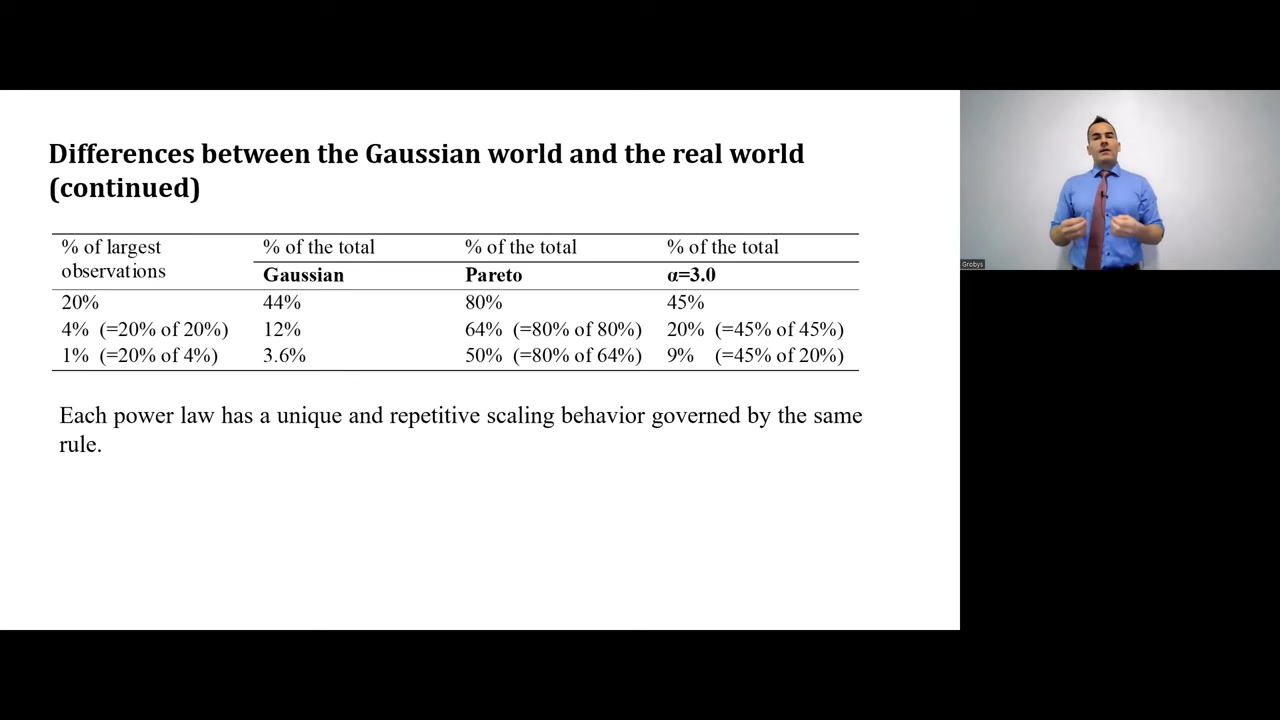 Differences between the Gaussian world and the real world
(continued)
% of largest observations | % of the total | % of the total | % of the total
Gaussian | Pareto | α=3.0
20% | 44% | 80% | 45%
4% (=20% of 20%) | 12% | 64% (=80% of 80%) | 20% (=45% of 45%)
1% (=20% of 4%) | 3.6% | 50% (=80% of 64%) | 9% (=45% of 20%)
Each power law has a unique and repetitive scaling behavior governed by the same
rule.
Grobys